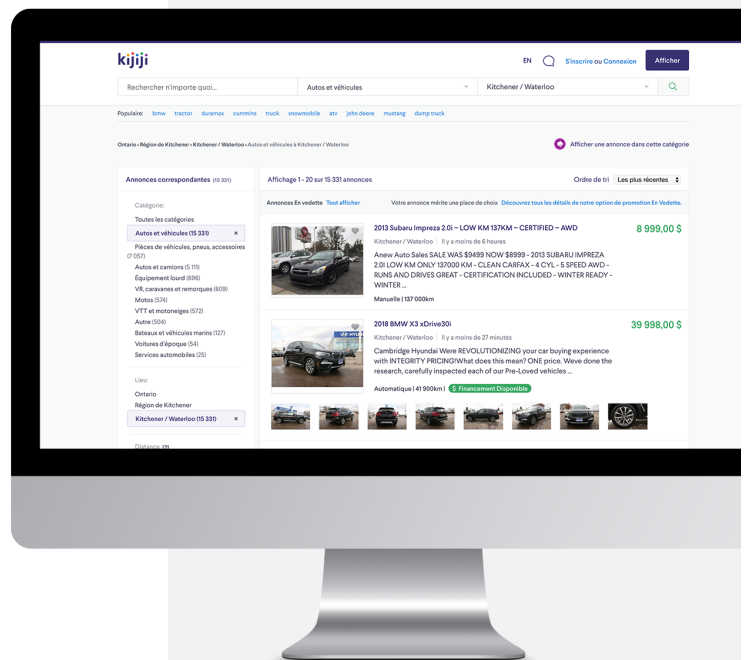 kijiji
EN S'inscrire ou Connexion Afficher
Rechercher n'importe quoi... Autos et véhicules Kitchener / Waterloo
Populaire: bmw tractor duramax cummins truck snowmobile atv john deere mustang dump truck
Ontario › Région de Kitchener › Kitchener / Waterloo › Autos et véhicules à Kitchener / Waterloo
Afficher une annonce dans cette catégorie
Annonces correspondantes (15 331)
Affichage 1 - 20 sur 15 331 annonces
Ordre de tri Les plus récentes
Annonces En vedette Tout afficher
Votre annonce mérite une place de choix Découvrez tous les détails de notre option de promotion En Vedette.
Catégorie:
Toutes les catégories
Autos et véhicules (15 331) ×
Pièces de véhicules, pneus, accessoires
(7 057)
Autos et camions (5 111)
Équipement lourd (698)
VR, caravanes et remorques (609)
Motos (574)
VTT et motoneiges (572)
Autre (504)
Bateaux et véhicules marins (127)
Voitures d'époque (54)
Services automobiles (25)
Lieu:
Ontario
Région de Kitchener
Kitchener / Waterloo (15 331) ×
Distance (?)
2013 Subaru Impreza 2.0i ~ LOW KM 137KM ~ CERTIFIED ~ AWD
8 999,00 $
Kitchener / Waterloo | Il y a moins de 6 heures
Anew Auto Sales SALE WAS $9499 NOW $8999 - 2013 SUBARU IMPREZA
2.0I LOW KM ONLY 137000 KM - CLEAN CARFAX - 4 CYL - 5 SPEED AWD -
RUNS AND DRIVES GREAT - CERTIFICATION INCLUDED - WINTER READY -
WINTER ...
Manuelle | 137 000km
2018 BMW X3 xDrive30i
39 998,00 $
Kitchener / Waterloo | Il y a moins de 27 minutes
Cambridge Hyundai Were REVOLUTIONIZING your car buying experience
with INTEGRITY PRICING!What does this mean? ONE price. Weve done the
research, carefully inspected each of our Pre-Loved vehicles ...
Automatique | 41 900km | $ Financement Disponible